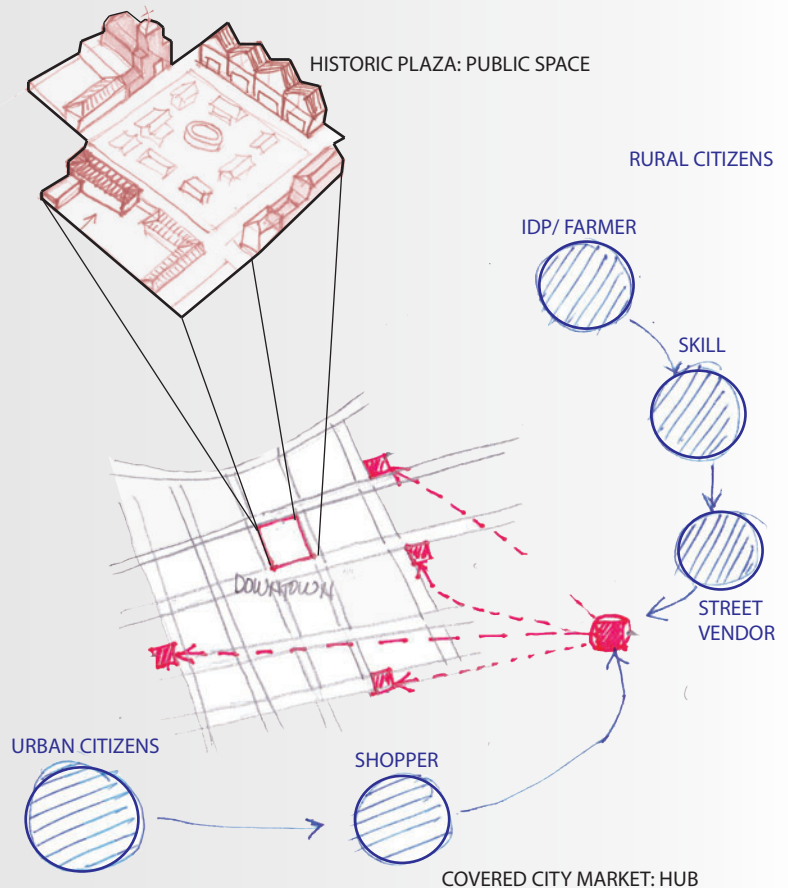 HISTORIC PLAZA: PUBLIC SPACE
RURAL CITIZENS
IDP/ FARMER
SKILL
DOWNTOWN
STREET
VENDOR
URBAN CITIZENS
SHOPPER
COVERED CITY MARKET: HUB